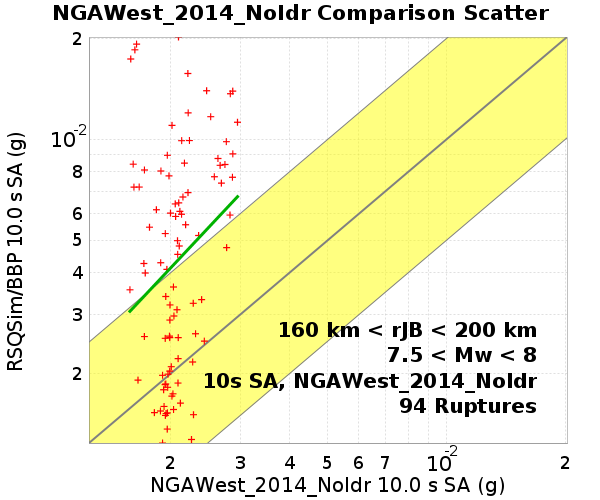 NGAWest_2014_NoIdr Comparison Scatter
RSQSim/BBP 10.0 s SA (g)
2
10-2
8
6
5
4
3
2
160 km < rJB < 200 km
7.5 < Mw < 8
10s SA, NGAWest_2014_NoIdr
94 Ruptures
2 3 4 5 6 7 10-2 2
NGAWest_2014_NoIdr 10.0 s SA (g)